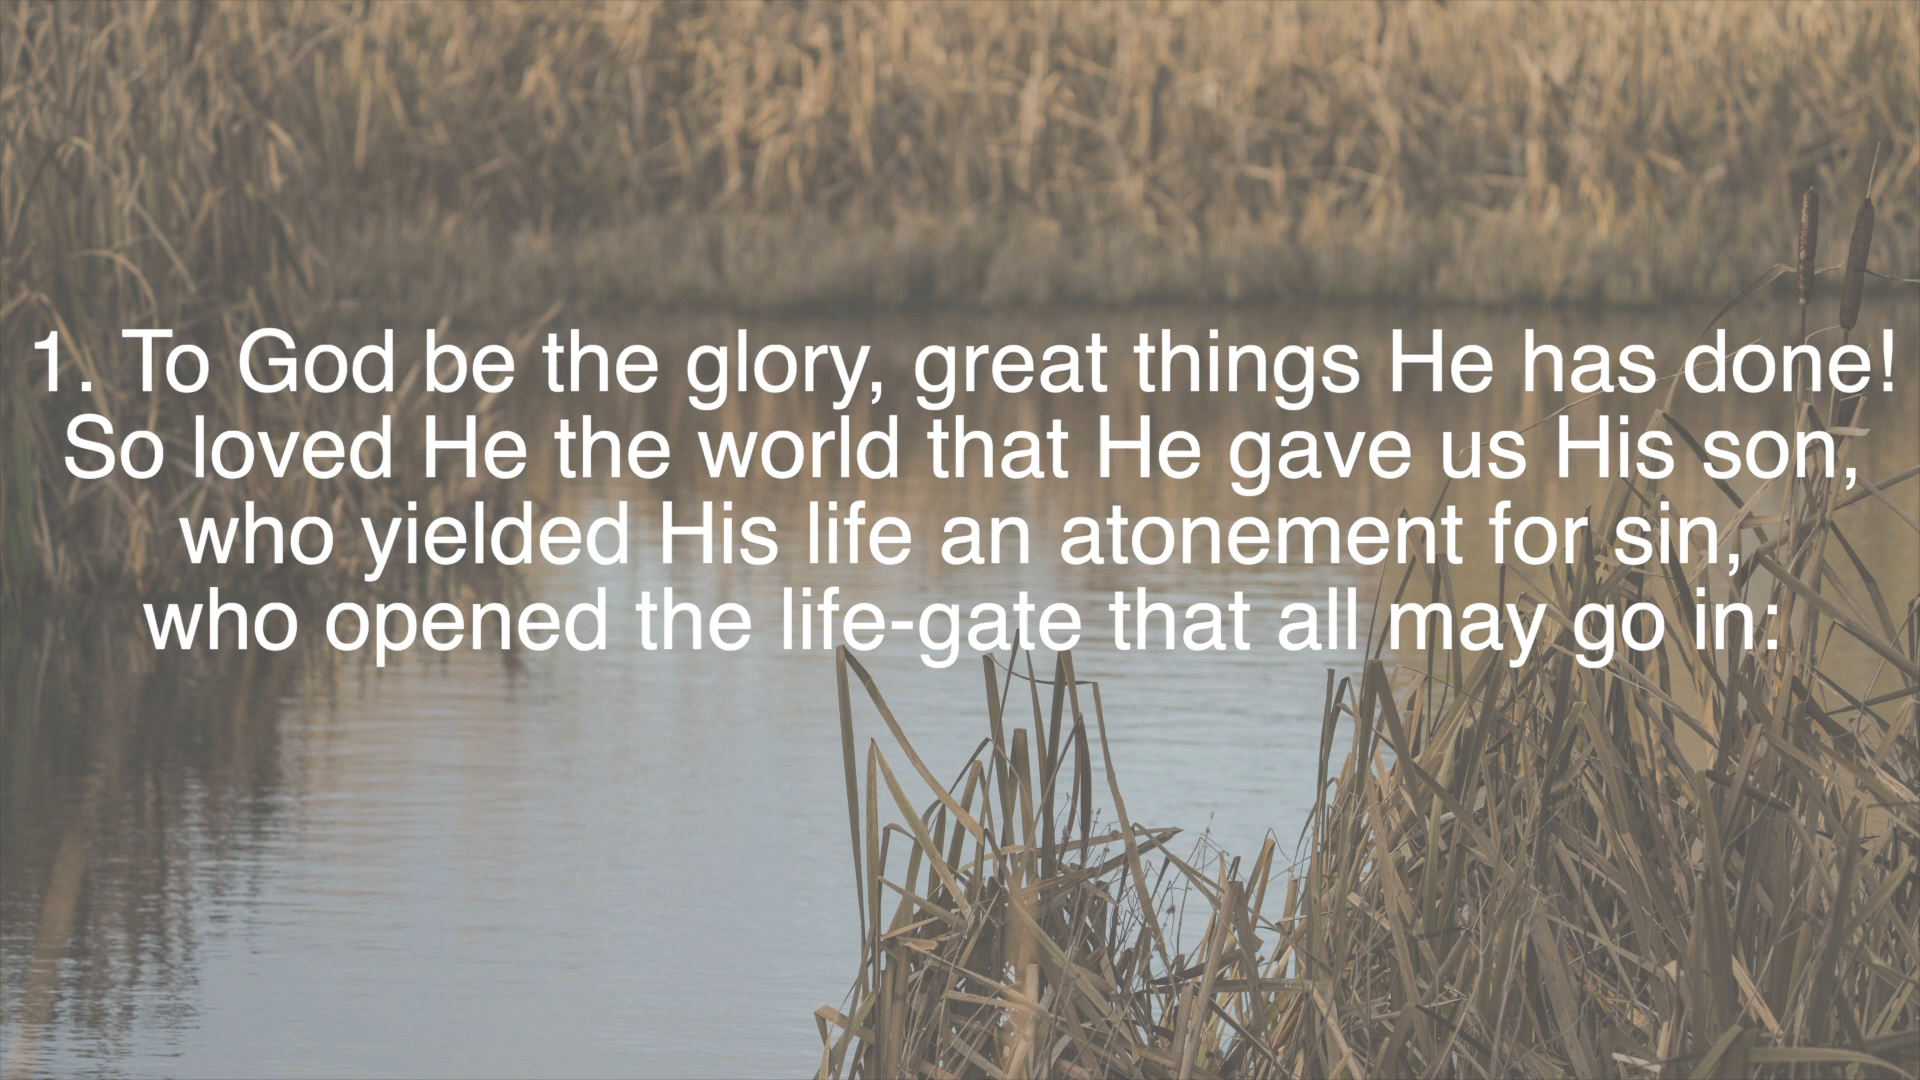 1. To God be the glory, great things He has done!
So loved He the world that He gave us His son,
who yielded His life an atonement for sin,
who opened the life-gate that all may go in: